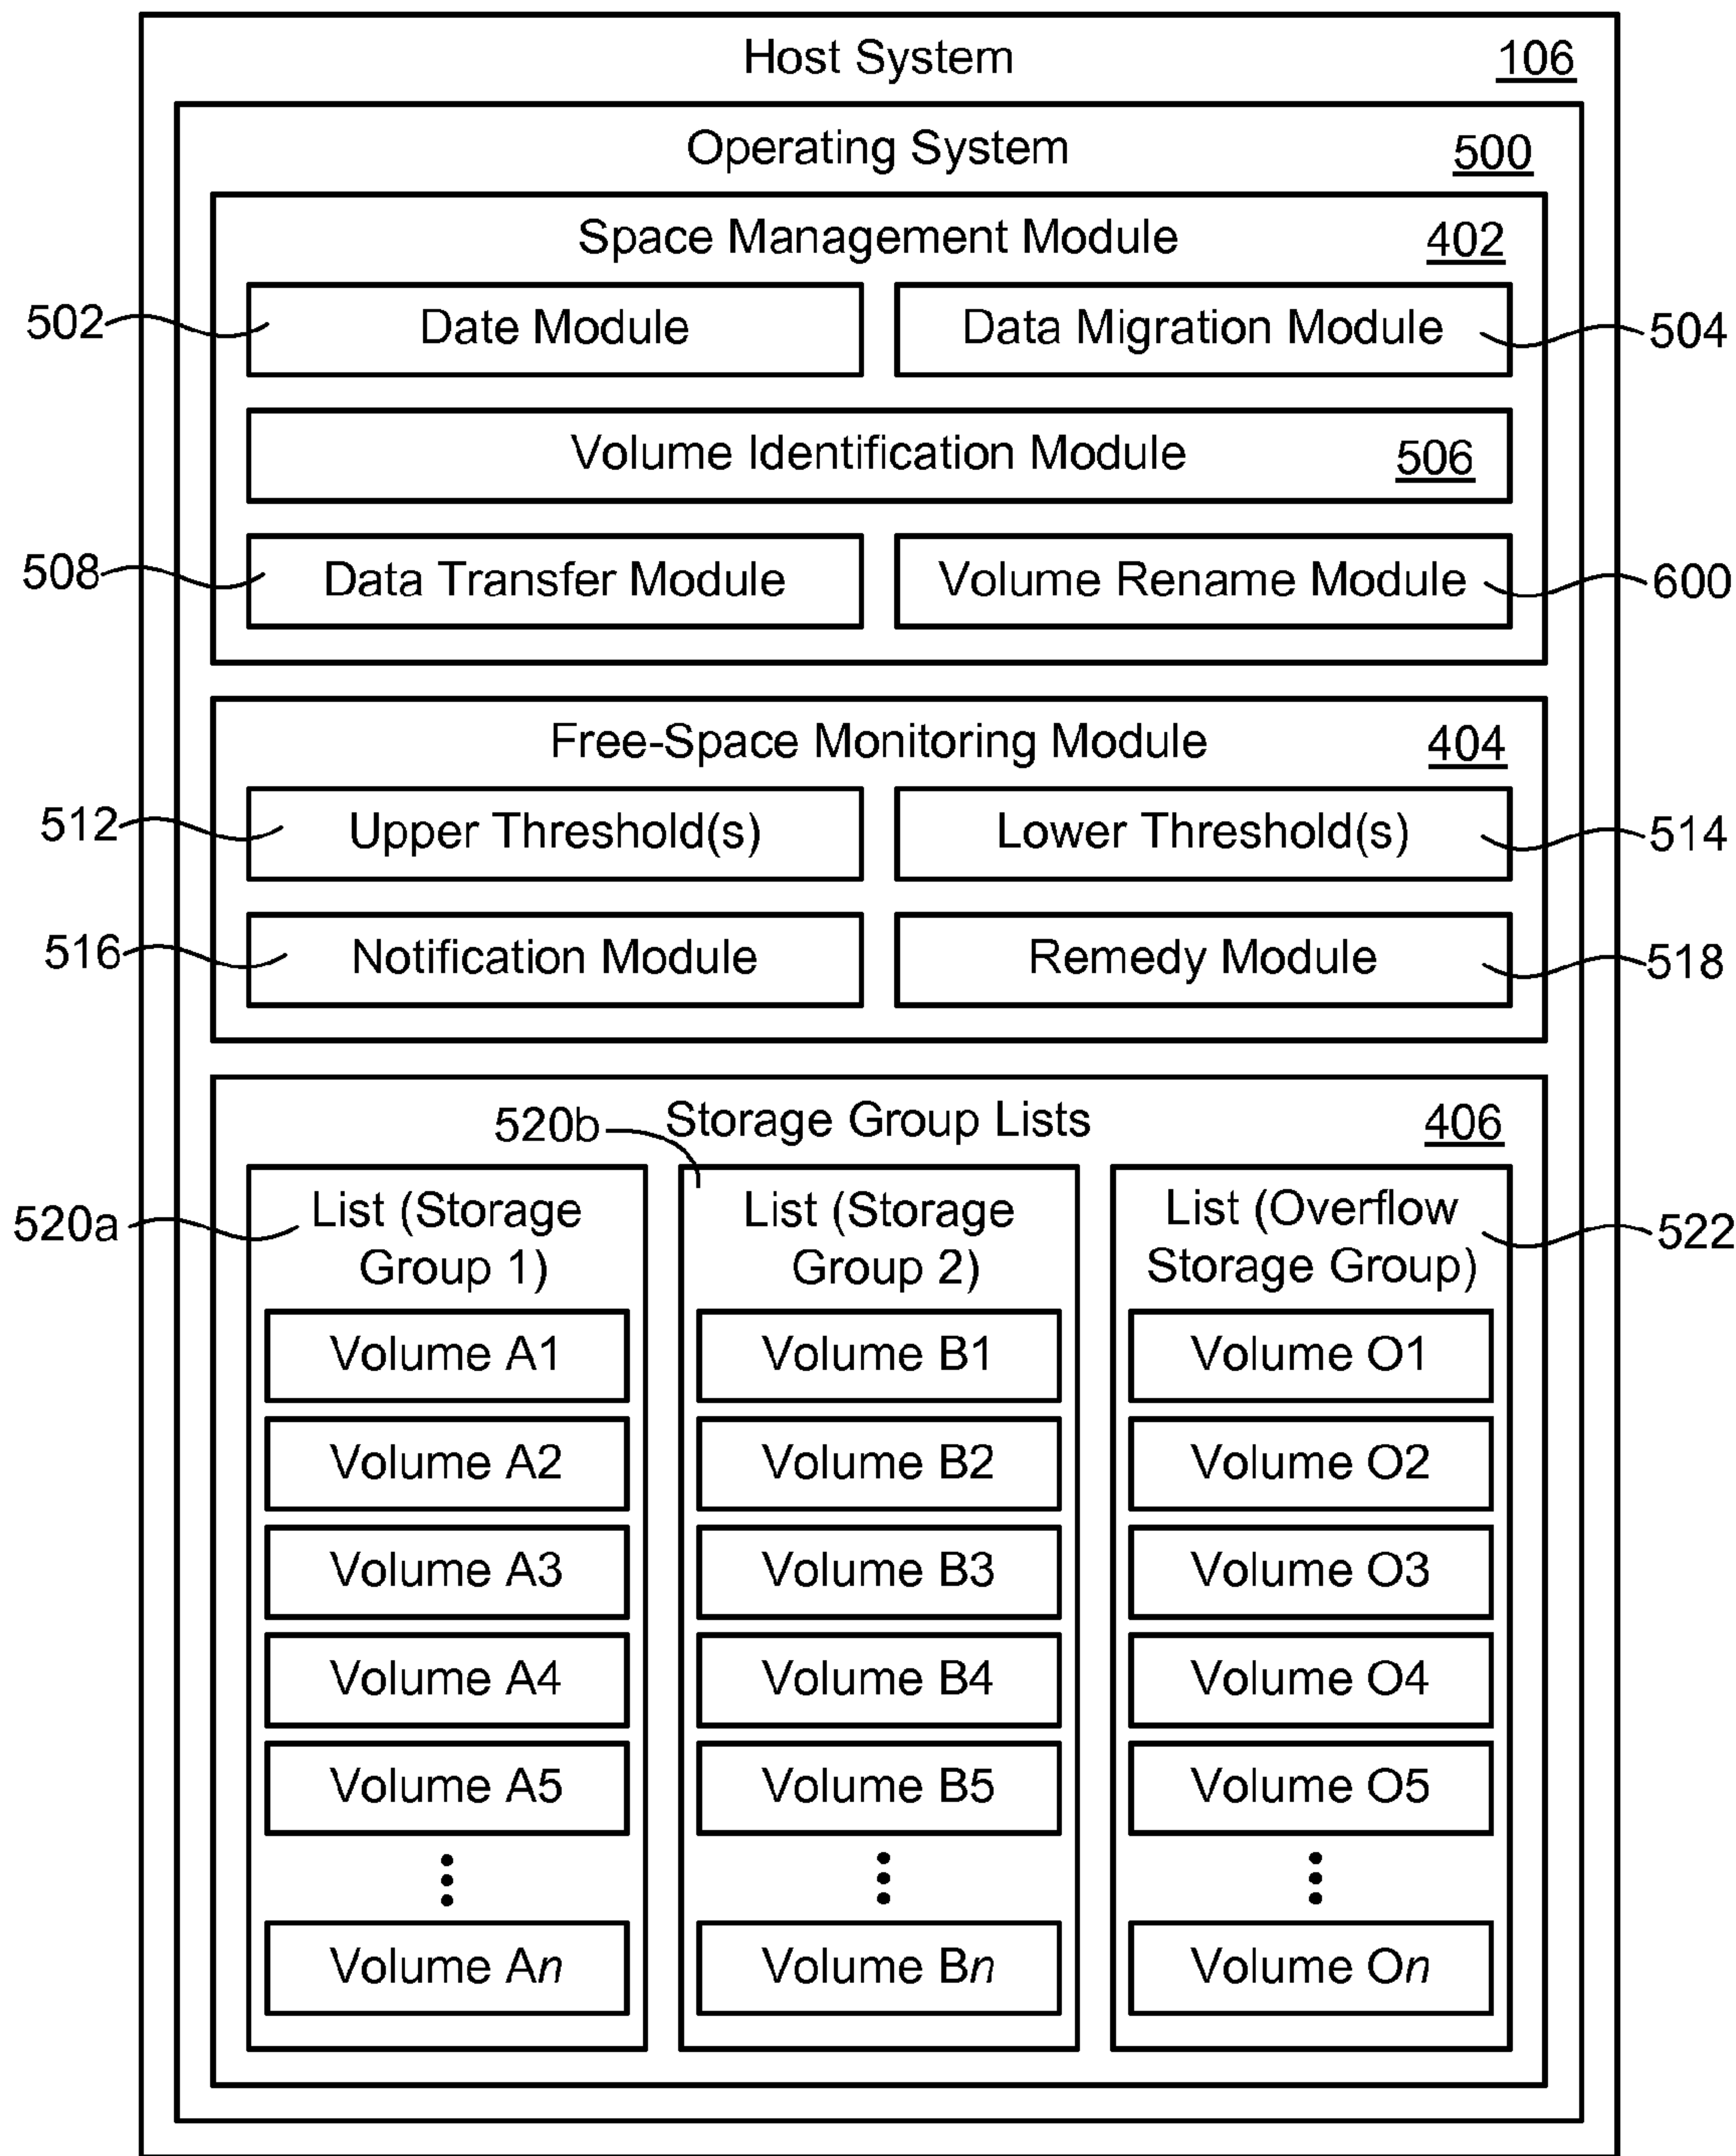 Host System 106
Operating System 500
Space Management Module 402
502 Date Module Data Migration Module 504
Volume Identification Module 506
508 Data Transfer Module Volume Rename Module 600
Free-Space Monitoring Module 404
512 Upper Threshold(s) Lower Threshold(s) 514
516 Notification Module Remedy Module 518
520b Storage Group Lists 406
520a List (Storage List (Storage List (Overflow 522
Group 1) Group 2) Storage Group)
Volume A1 Volume B1 Volume O1
Volume A2 Volume B2 Volume O2
Volume A3 Volume B3 Volume O3
Volume A4 Volume B4 Volume O4
Volume A5 Volume B5 Volume O5
Volume An Volume Bn Volume On